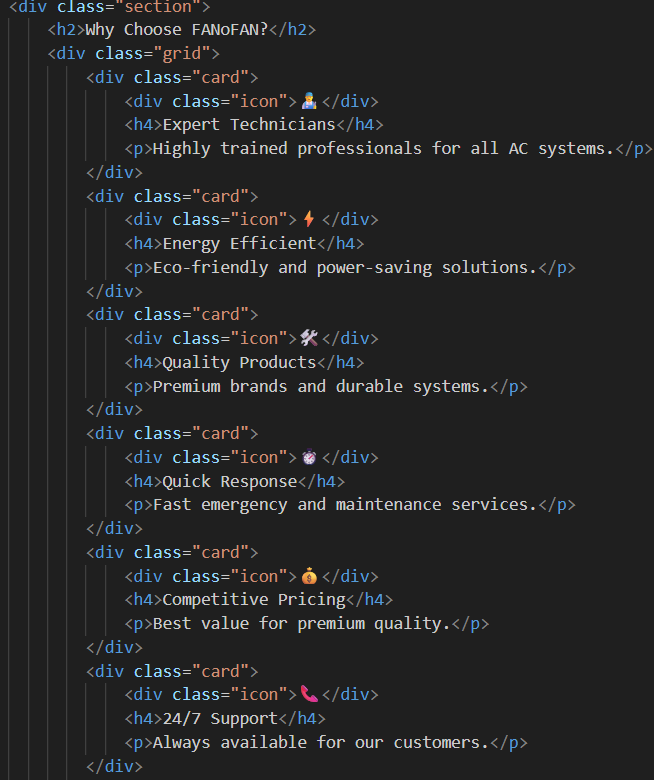 <div class="section">
<h2>Why Choose FANoFAN?</h2>
<div class="grid">
<div class="card">
<div class="icon">👨‍🔧</div>
<h4>Expert Technicians</h4>
<p>Highly trained professionals for all AC systems.</p>
</div>
<div class="card">
<div class="icon">⚡</div>
<h4>Energy Efficient</h4>
<p>Eco-friendly and power-saving solutions.</p>
</div>
<div class="card">
<div class="icon">🛠️</div>
<h4>Quality Products</h4>
<p>Premium brands and durable systems.</p>
</div>
<div class="card">
<div class="icon">⏱️</div>
<h4>Quick Response</h4>
<p>Fast emergency and maintenance services.</p>
</div>
<div class="card">
<div class="icon">💰</div>
<h4>Competitive Pricing</h4>
<p>Best value for premium quality.</p>
</div>
<div class="card">
<div class="icon">📞</div>
<h4>24/7 Support</h4>
<p>Always available for our customers.</p>
</div>